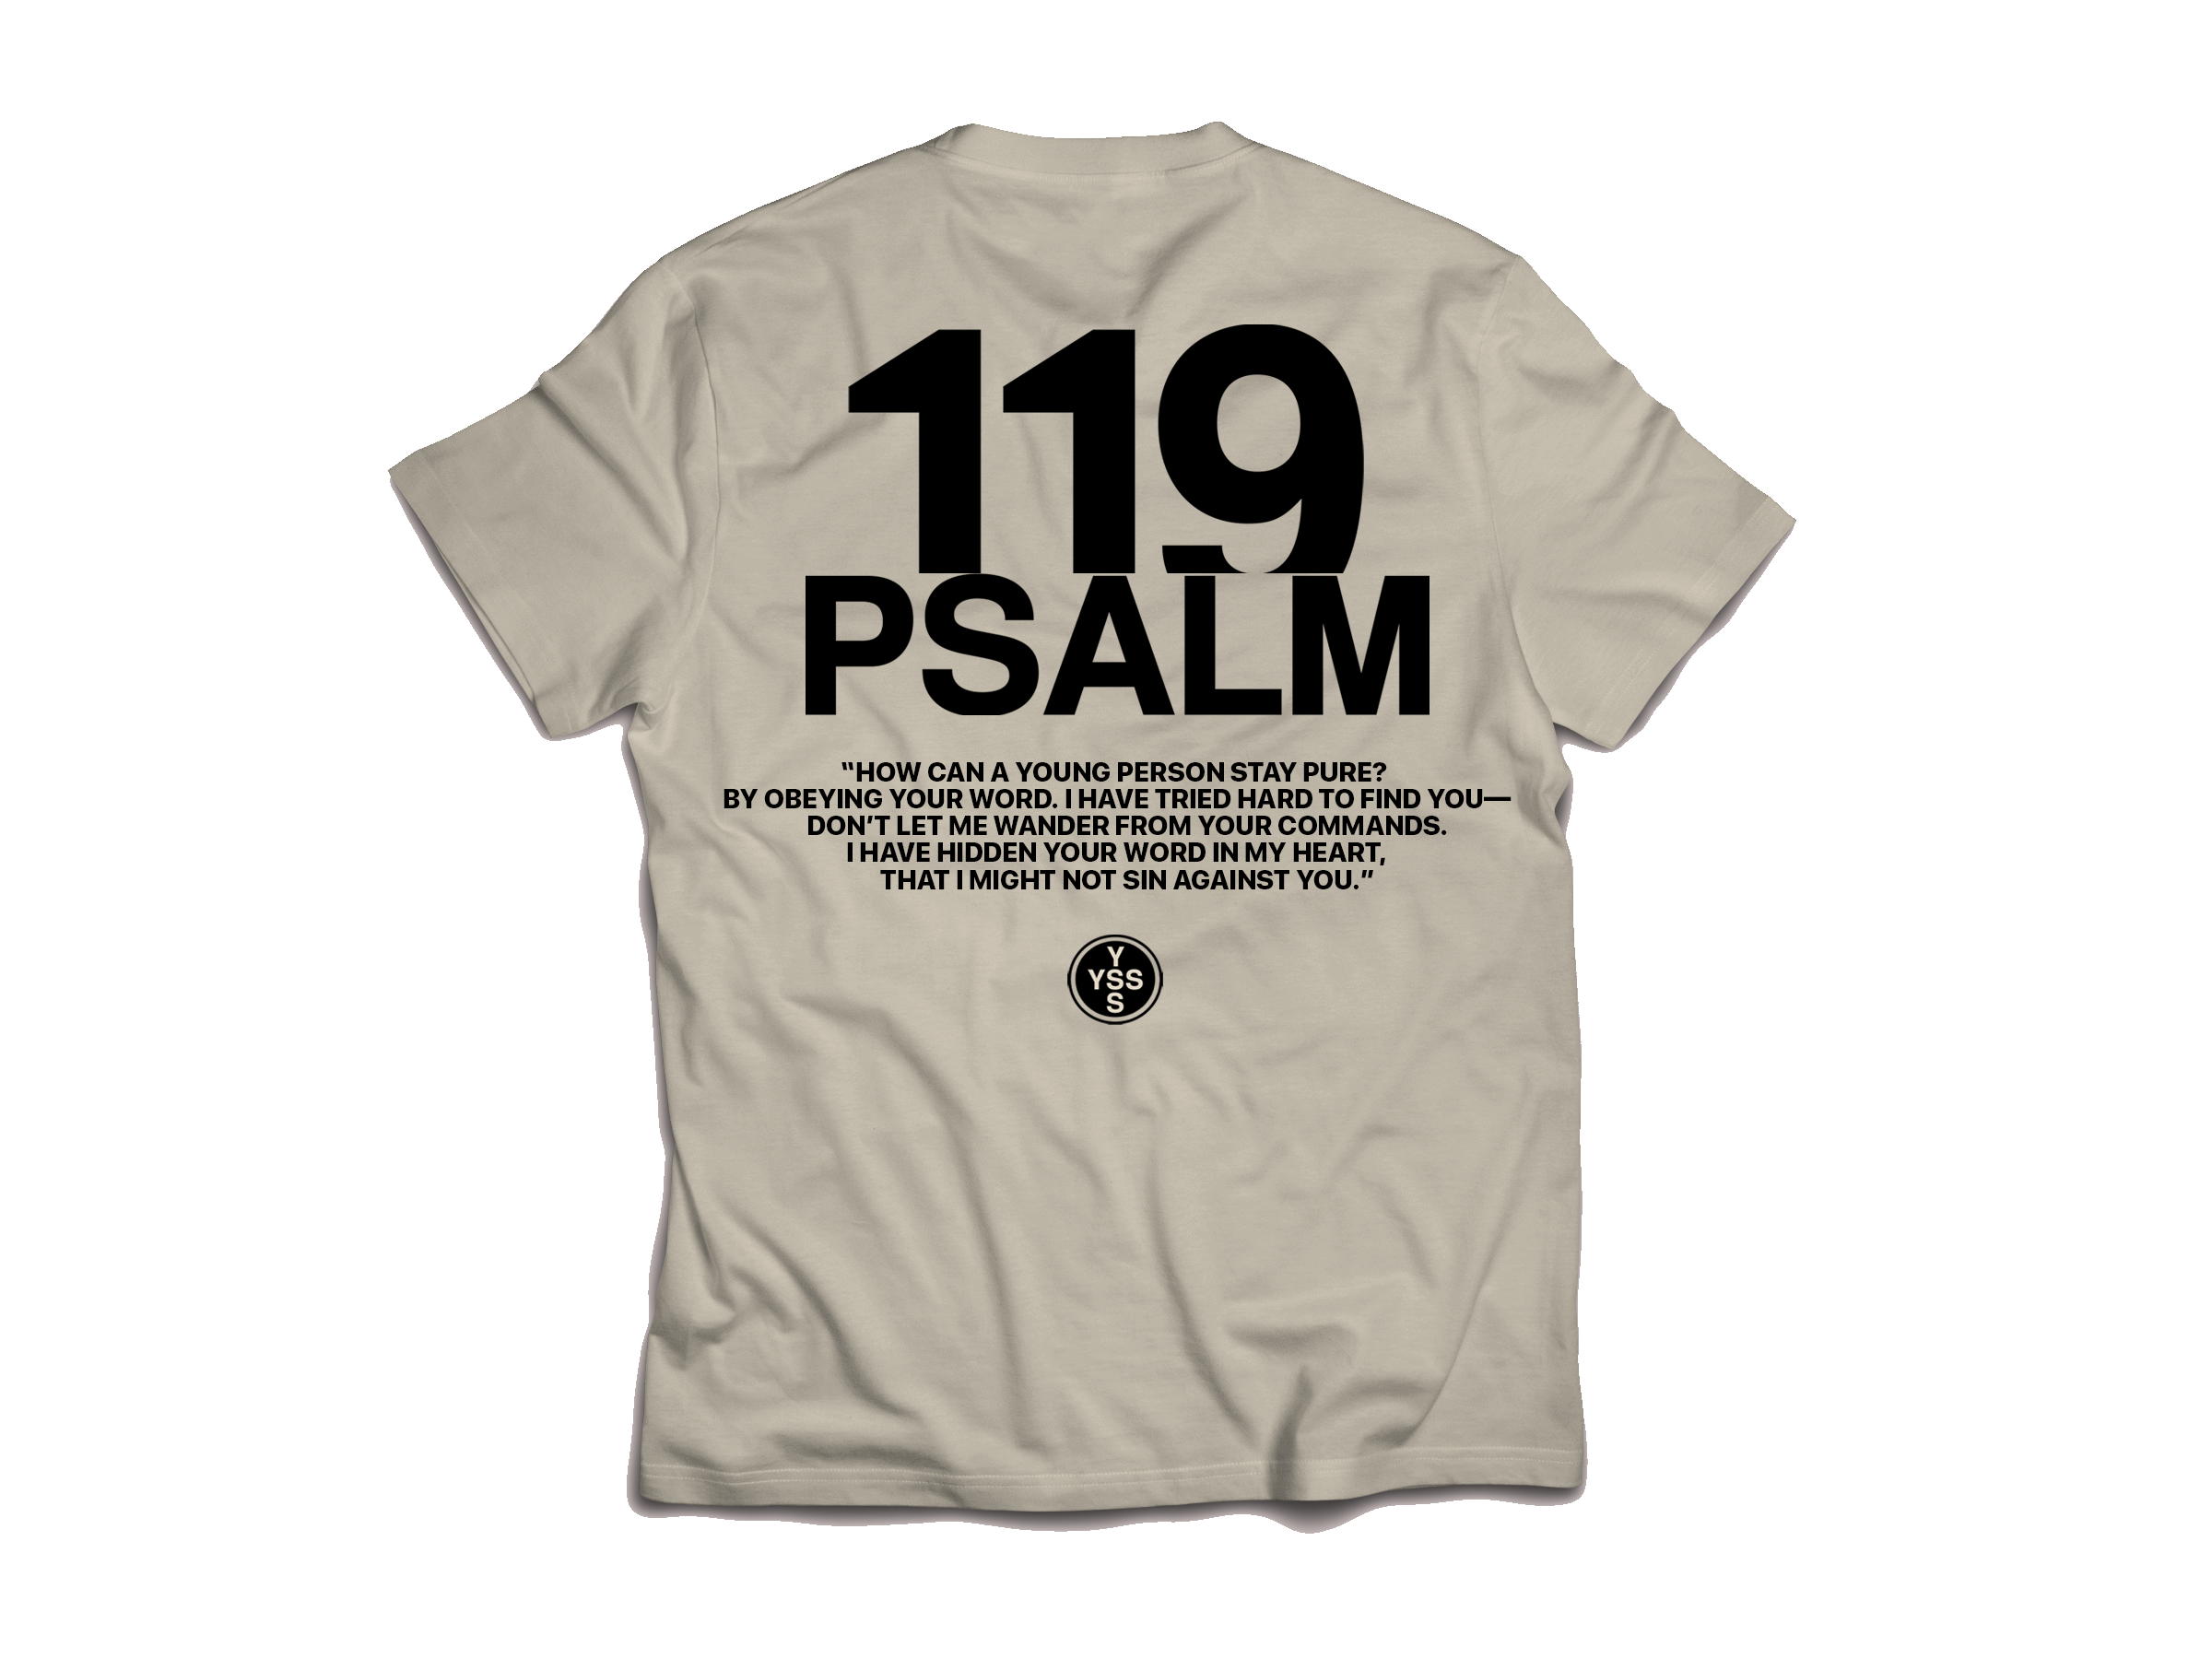 119
PSALM
“HOW CAN A YOUNG PERSON STAY PURE?
BY OBEYING YOUR WORD. I HAVE TRIED HARD TO FIND YOU—
DON’T LET ME WANDER FROM YOUR COMMANDS.
I HAVE HIDDEN YOUR WORD IN MY HEART,
THAT I MIGHT NOT SIN AGAINST YOU.”
Y
YSS
S